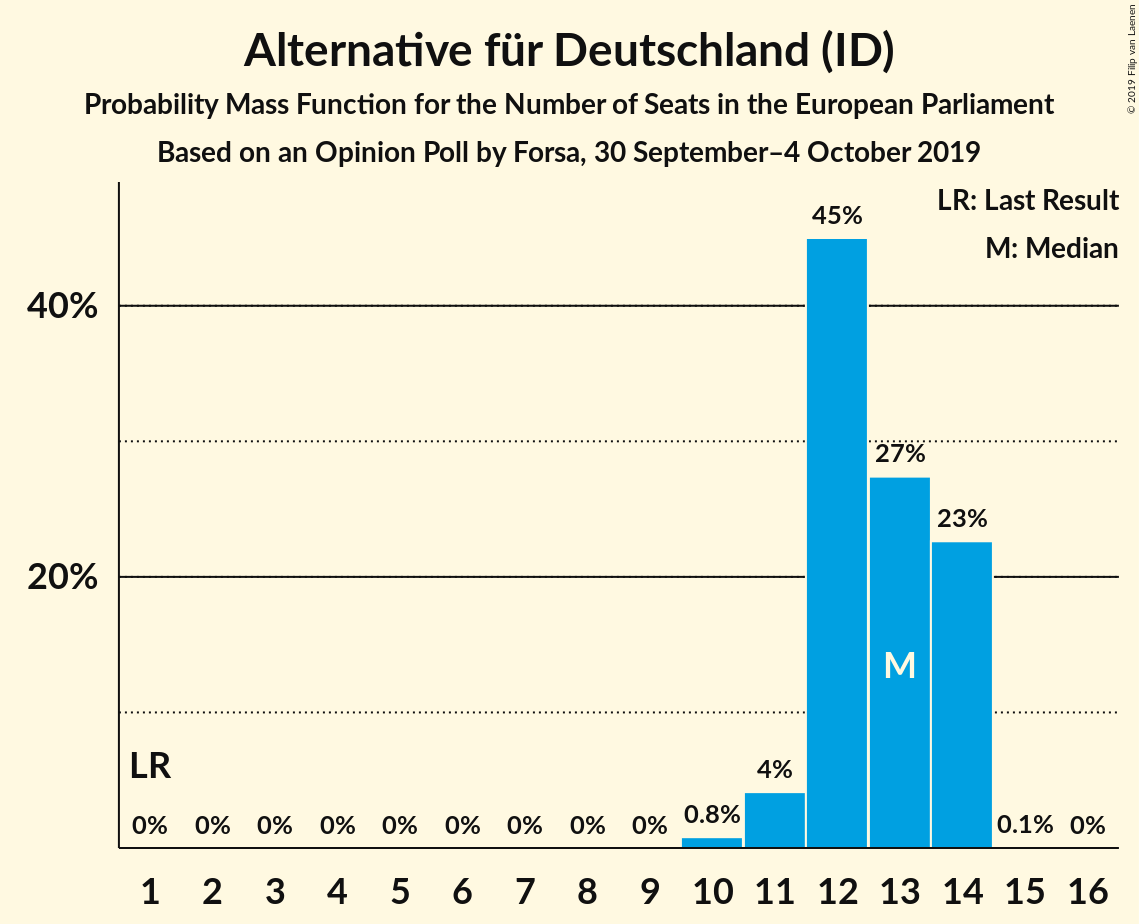 Alternative für Deutschland (ID)
Probability Mass Function for the Number of Seats in the European Parliament
Based on an Opinion Poll by Forsa, 30 September–4 October 2019
© 2019 Filip van Laenen
LR: Last Result
M: Median
45%
40%
27%
23%
20%
M
LR
4%
0% 0% 0% 0% 0% 0% 0% 0% 0% 0.8% 0.1% 0%
1 2 3 4 5 6 7 8 9 10 11 12 13 14 15 16